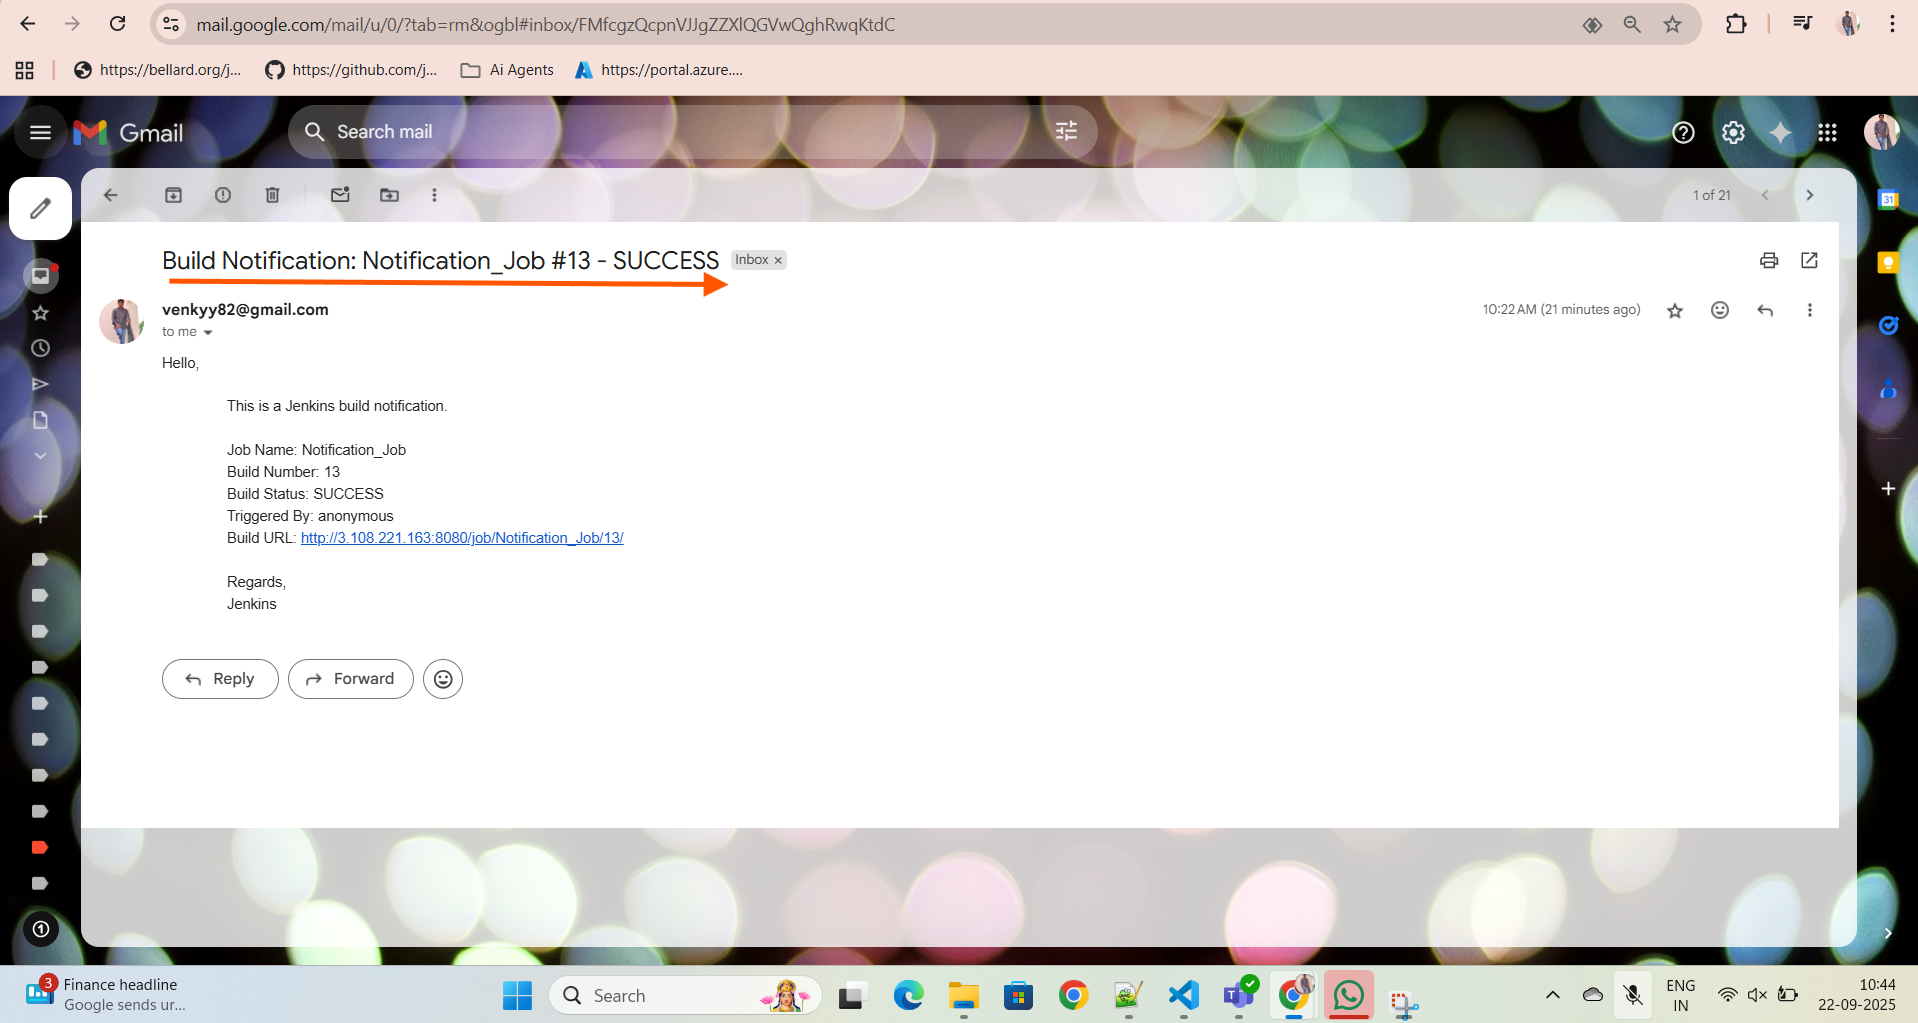 mail.google.com/mail/u/0/?tab=rm&ogbl#inbox/FMfcgzQcpnVJJgZZXlQGVwQghRwqKtdC
https://bellard.org/j...
https://github.com/j...
Ai Agents
https://portal.azure....
Gmail
Search mail
1 of 21
31
Build Notification: Notification_Job #13 - SUCCESS
Inbox ×
venkyy82@gmail.com
10:22 AM (21 minutes ago)
to me
Hello,
This is a Jenkins build notification.
Job Name: Notification_Job
Build Number: 13
Build Status: SUCCESS
Triggered By: anonymous
Build URL: http://3.108.221.163:8080/job/Notification_Job/13/
Regards,
Jenkins
Reply
Forward
1
3
Finance headline
Google sends ur...
Search
ENG
IN
10:44
22-09-2025